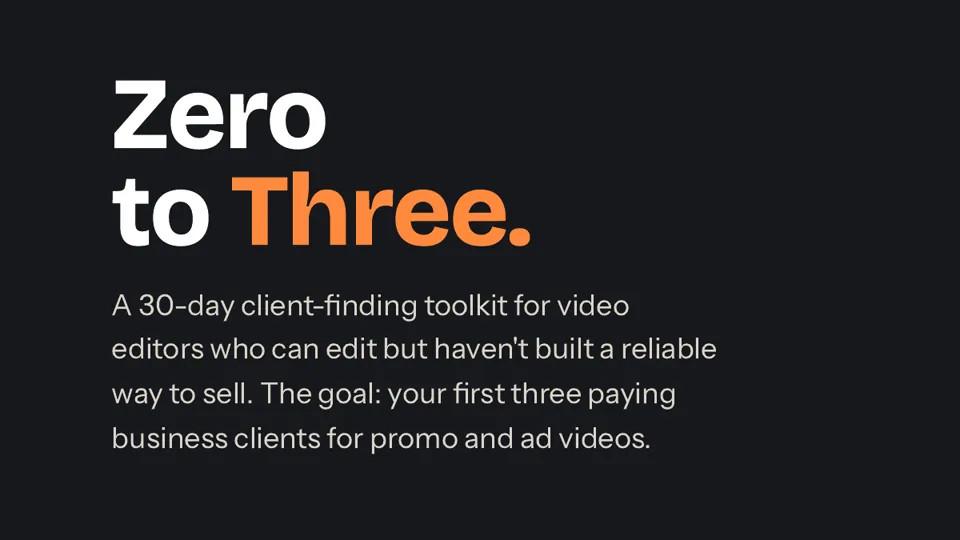 Zero
to Three.
A 30-day client-finding toolkit for video
editors who can edit but haven't built a reliable
way to sell. The goal: your first three paying
business clients for promo and ad videos.